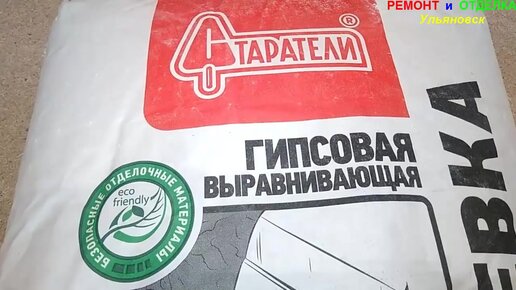 РЕМОНТ и ОТДЕЛКА
Ульяновск
СТАРАТЕЛИ ®
ГИПСОВАЯ
ВЫРАВНИВАЮЩАЯ
ЕВКА
БЕЗОПАСНЫЕ ОТДЕЛОЧНЫЕ МАТЕРИАЛЫ
eco
friendly